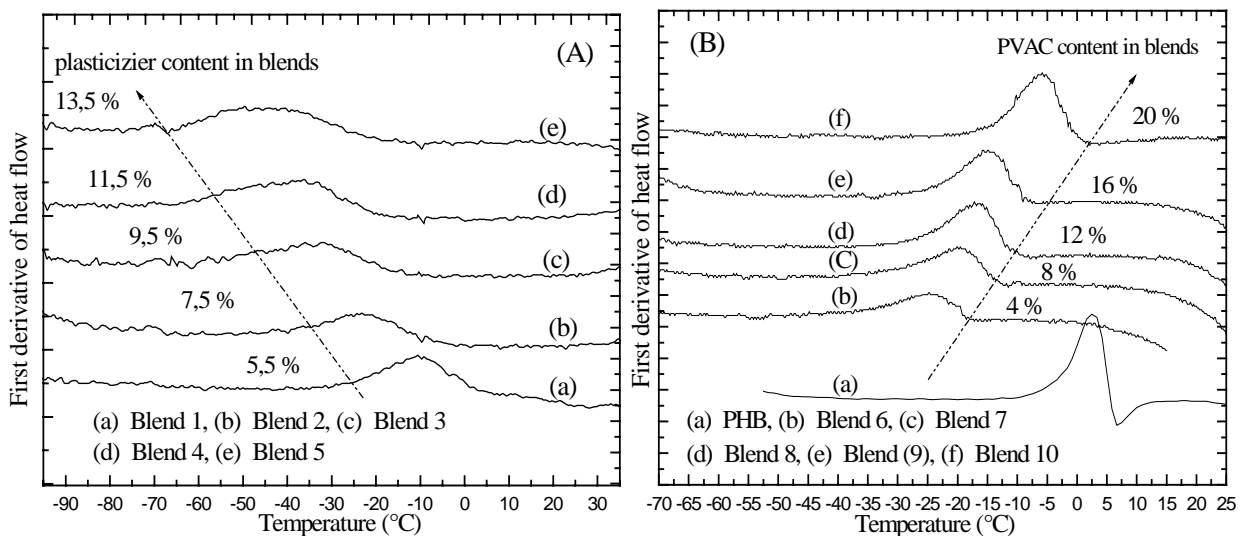 (A)
plasticizier content in blends
13,5 %
(e)
11,5 %
(d)
9,5 %
(c)
7,5 %
(b)
5,5 %
(a)
(a) Blend 1, (b) Blend 2, (c) Blend 3
(d) Blend 4, (e) Blend 5
First derivative of heat flow
-90 -80 -70 -60 -50 -40 -30 -20 -10 0 10 20 30
Temperature (°C)
(B)
PVAC content in blends
(f)
20 %
(e)
16 %
(d)
12 %
(C)
8 %
(b)
4 %
(a)
(a) PHB, (b) Blend 6, (c) Blend 7
(d) Blend 8, (e) Blend (9), (f) Blend 10
First derivative of heat flow
-70 -65 -60 -55 -50 -45 -40 -35 -30 -25 -20 -15 -10 -5 0 5 10 15 20 25
Temperature (°C)